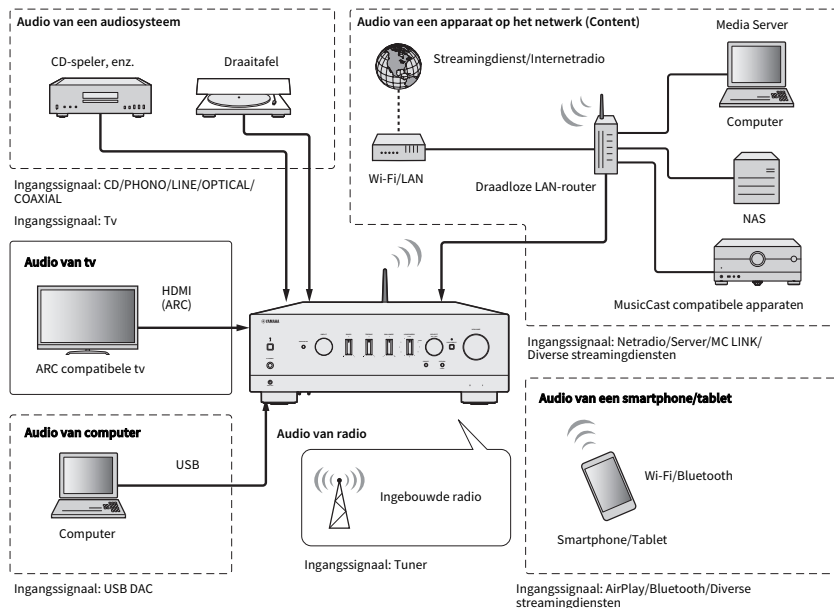 Audio van een audiosysteem
CD-speler, enz.
Draaitafel
Ingangssignaal: CD/PHONO/LINE/OPTICAL/
COAXIAL
Ingangssignaal: Tv
Audio van tv
HDMI
(ARC)
ARC compatibele tv
Audio van computer
USB
Computer
Ingangssignaal: USB DAC
YAMAHA
Audio van radio
Ingebouwde radio
Ingangssignaal: Tuner
Audio van een apparaat op het netwerk (Content)
Streamingdienst/Internetradio
Wi-Fi/LAN
Draadloze LAN-router
Media Server
Computer
NAS
MusicCast compatibele apparaten
Ingangssignaal: Netradio/Server/MC LINK/
Diverse streamingdiensten
Audio van een smartphone/tablet
Wi-Fi/Bluetooth
Smartphone/Tablet
Ingangssignaal: AirPlay/Bluetooth/Diverse
streamingdiensten